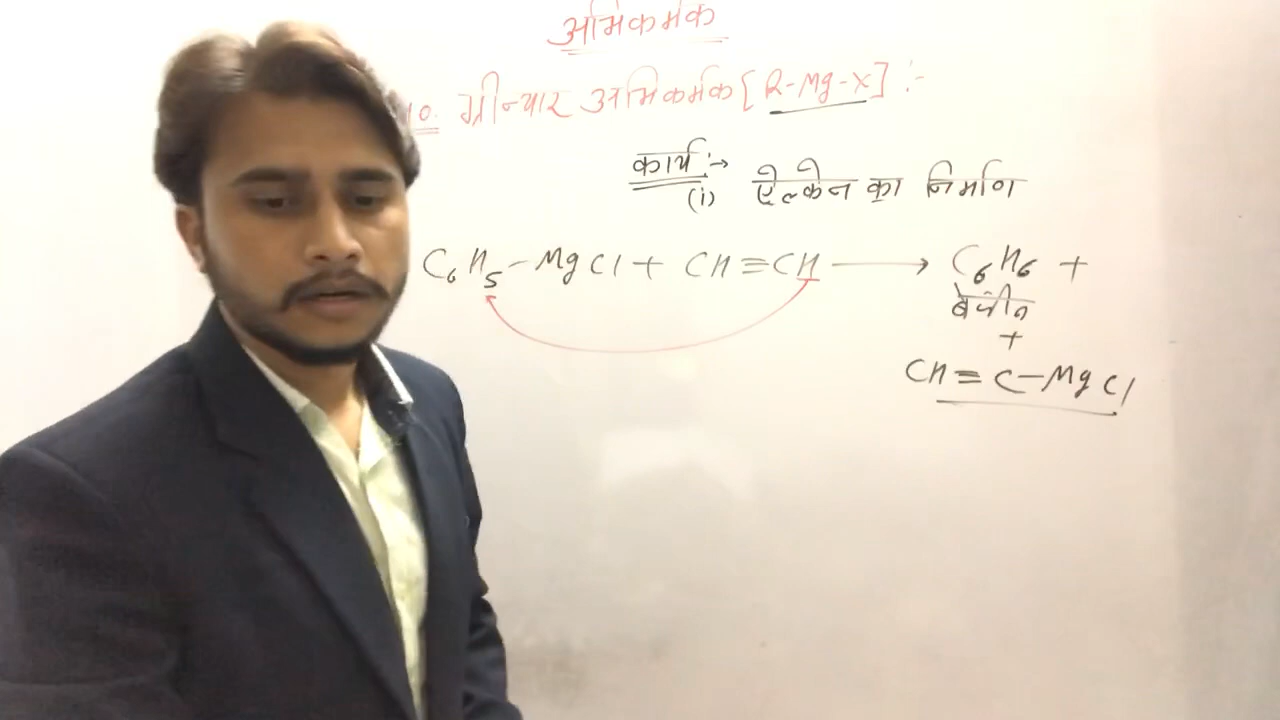 अभिकर्मक
10. ग्रीन्यार अभिकर्मक [R-Mg-X] :-
कार्य :→
(i) ऐल्केन का निर्माण
C₆H₅-MgCl + CH≡CH ⟶ C₆H₆ +
बेंजीन
+
CH≡C-MgCl